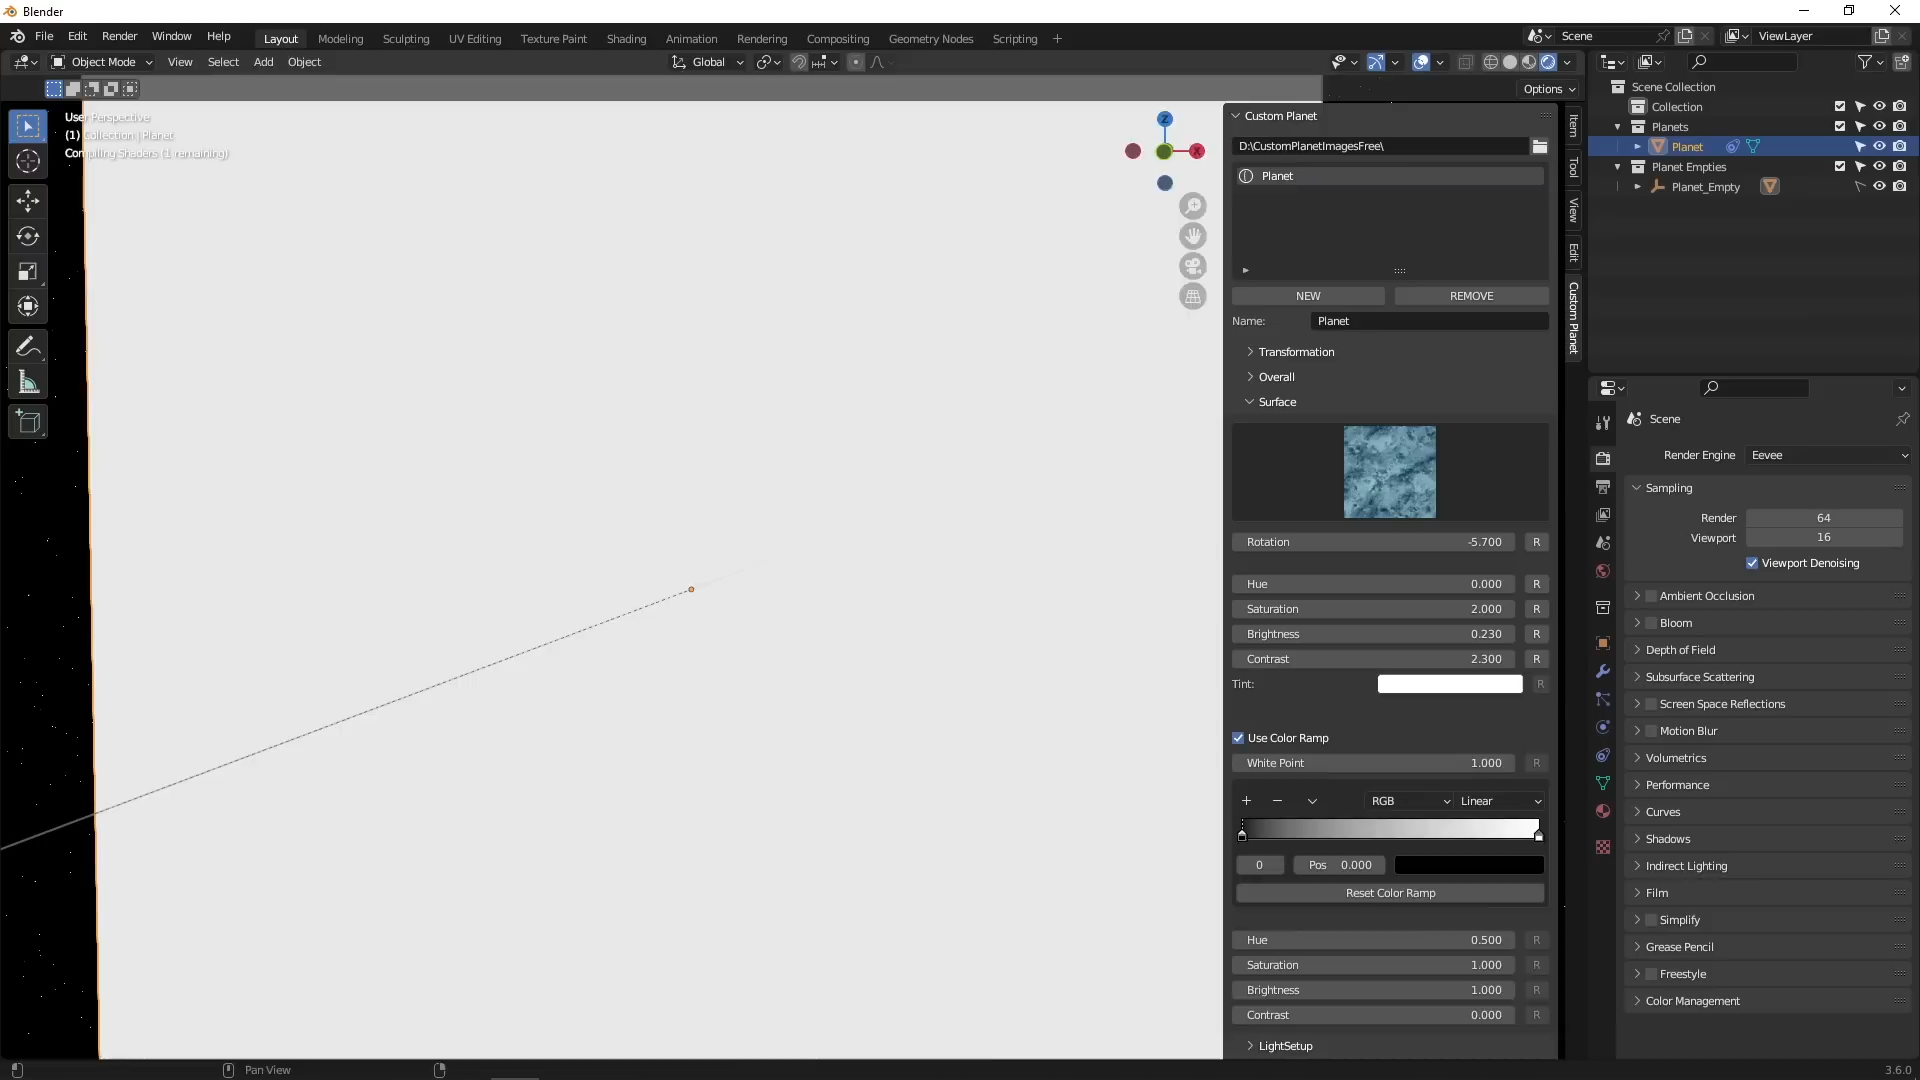 Blender
File Edit Render Window Help
Layout Modeling Sculpting UV Editing Texture Paint Shading Animation Rendering Compositing Geometry Nodes Scripting +
Scene
ViewLayer
Object Mode View Select Add Object
Global
Options
User Perspective
(1) Collection | Planet
Compiling Shaders (1 remaining)
Z
X
Custom Planet
D:\CustomPlanetImagesFree\
Planet
NEW
REMOVE
Name: Planet
Transformation
Overall
Surface
Rotation -5.700 R
Hue 0.000 R
Saturation 2.000 R
Brightness 0.230 R
Contrast 2.300 R
Tint: R
Use Color Ramp
White Point 1.000 R
RGB Linear
0 Pos 0.000
Reset Color Ramp
Hue 0.500 R
Saturation 1.000 R
Brightness 1.000 R
Contrast 0.000 R
LightSetup
Item
Tool
View
Edit
Custom Planet
Scene Collection
Collection
Planets
Planet
Planet Empties
Planet_Empty
Scene
Render Engine Eevee
Sampling
Render 64
Viewport 16
Viewport Denoising
Ambient Occlusion
Bloom
Depth of Field
Subsurface Scattering
Screen Space Reflections
Motion Blur
Volumetrics
Performance
Curves
Shadows
Indirect Lighting
Film
Simplify
Grease Pencil
Freestyle
Color Management
Pan View
3.6.0